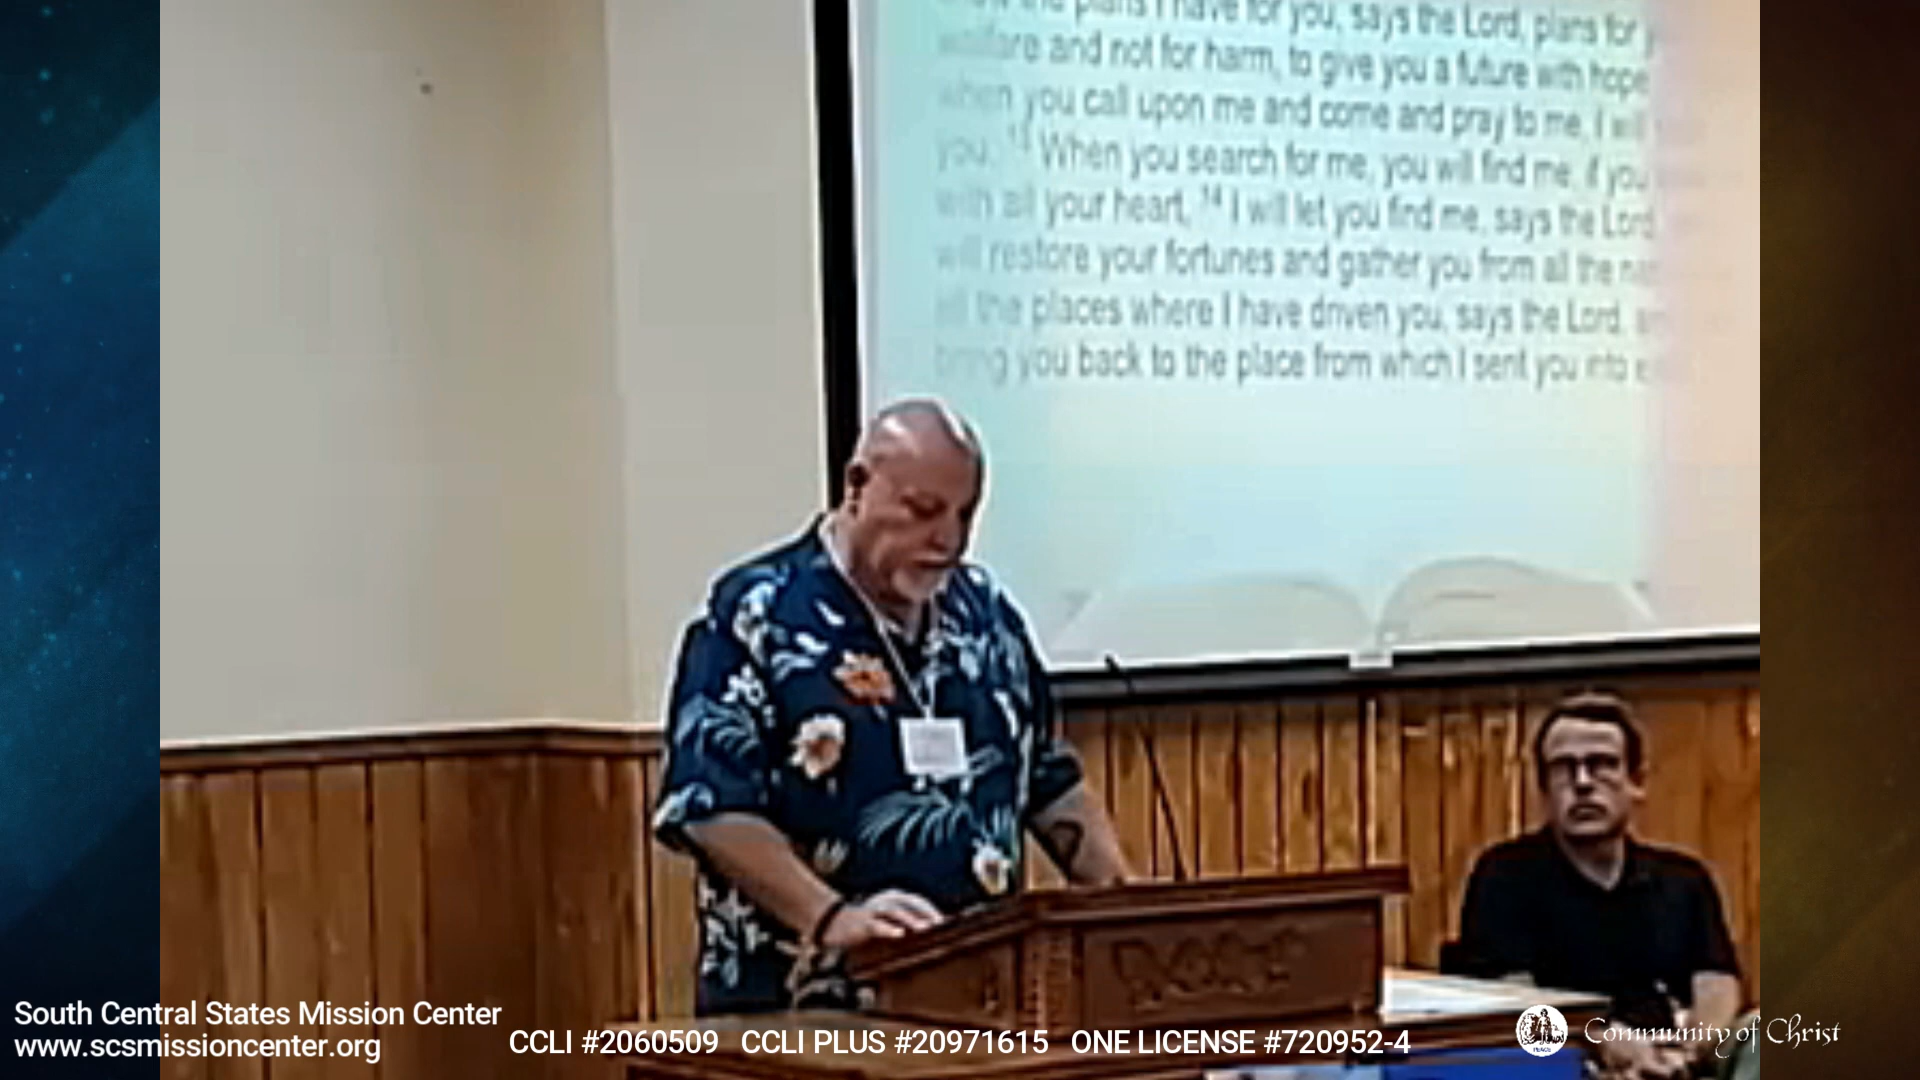 the plans I have for you, says the Lord, plans for
welfare and not for harm, to give you a future with hope
when you call upon me and come and pray to me, I will
you. 13 When you search for me, you will find me, if you
with all your heart, 14 I will let you find me, says the Lord
will restore your fortunes and gather you from all the
all the places where I have driven you, says the Lord,
bring you back to the place from which I sent you into
South Central States Mission Center
www.scsmissioncenter.org
CCLI #2060509 CCLI PLUS #20971615 ONE LICENSE #720952-4
PEACE
Community of Christ